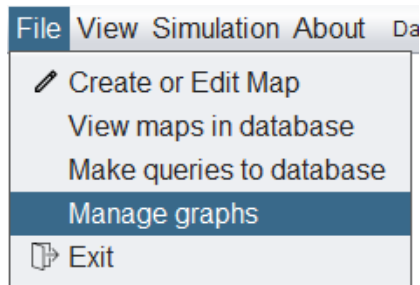 File View Simulation About Da
Create or Edit Map
View maps in database
Make queries to database
Manage graphs
Exit